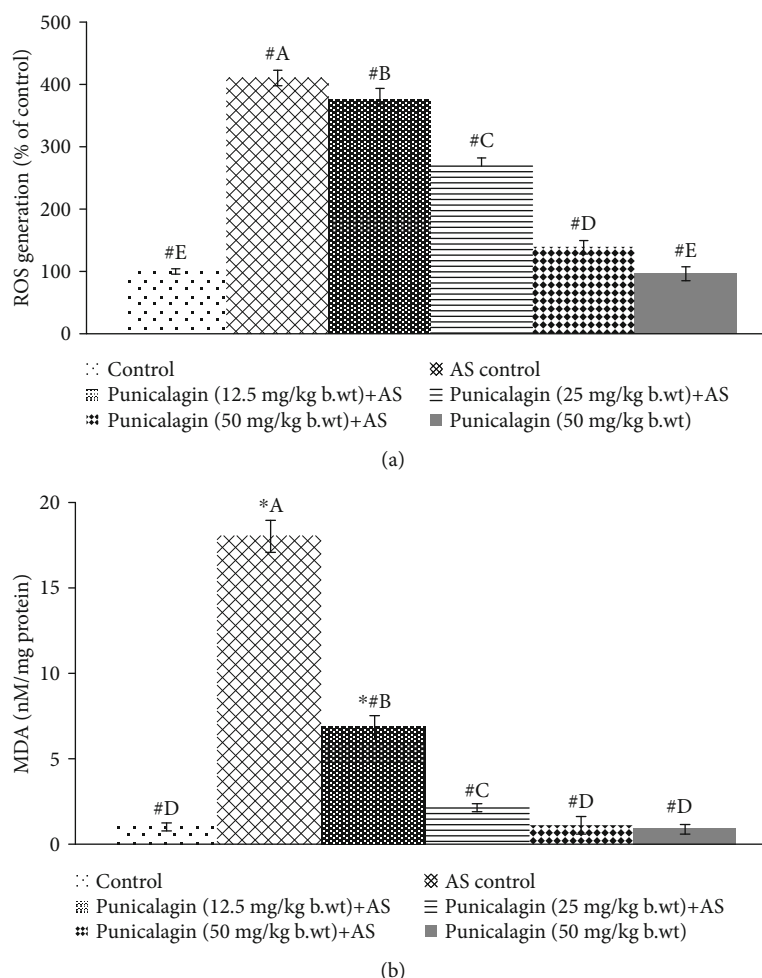 500
400
300
200
100
0
ROS generation (% of control)
#E
#A
#B
#C
#D
#E
Control
AS control
Punicalagin (12.5 mg/kg b.wt)+AS
Punicalagin (25 mg/kg b.wt)+AS
Punicalagin (50 mg/kg b.wt)+AS
Punicalagin (50 mg/kg b.wt)
(a)
20
15
10
5
0
MDA (nM/mg protein)
#D
*A
*#B
#C
#D
#D
Control
AS control
Punicalagin (12.5 mg/kg b.wt)+AS
Punicalagin (25 mg/kg b.wt)+AS
Punicalagin (50 mg/kg b.wt)+AS
Punicalagin (50 mg/kg b.wt)
(b)